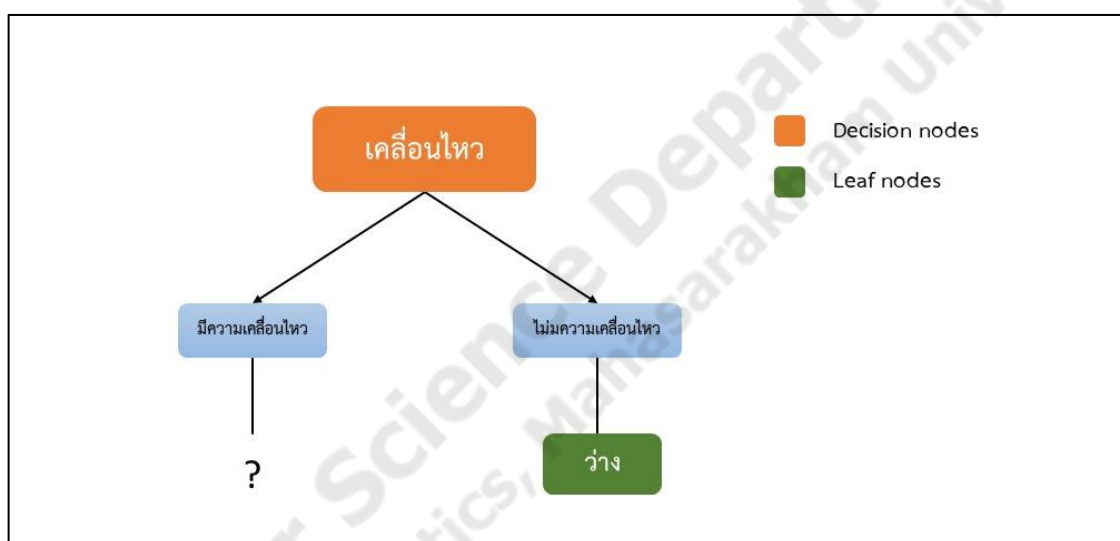 เคลื่อนไหว
Decision nodes
Leaf nodes
มีความเคลื่อนไหว
ไม่มความเคลื่อนไหว
?
ว่าง